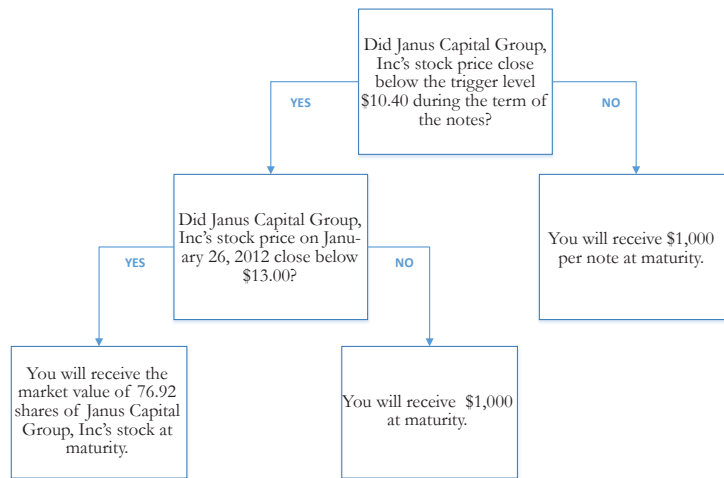 Did Janus Capital Group,
Inc's stock price close
below the trigger level
$10.40 during the term of
the notes?
YES
NO
Did Janus Capital Group,
Inc's stock price on Janu-
ary 26, 2012 close below
$13.00?
You will receive $1,000
per note at maturity.
YES
NO
You will receive the
market value of 76.92
shares of Janus Capital
Group, Inc's stock at
maturity.
You will receive $1,000
at maturity.